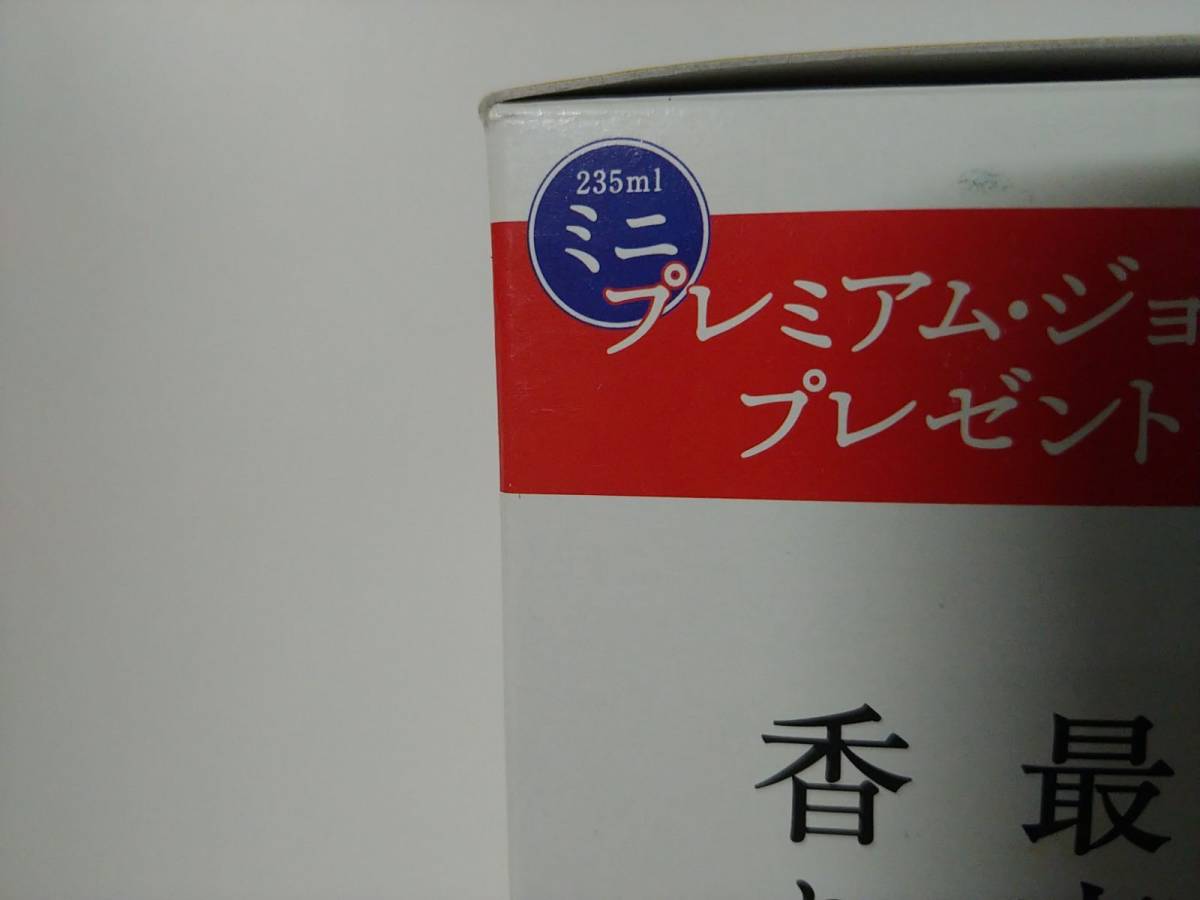 235ml
ミニ
プレミアム・ジョ
プレゼント
最
香